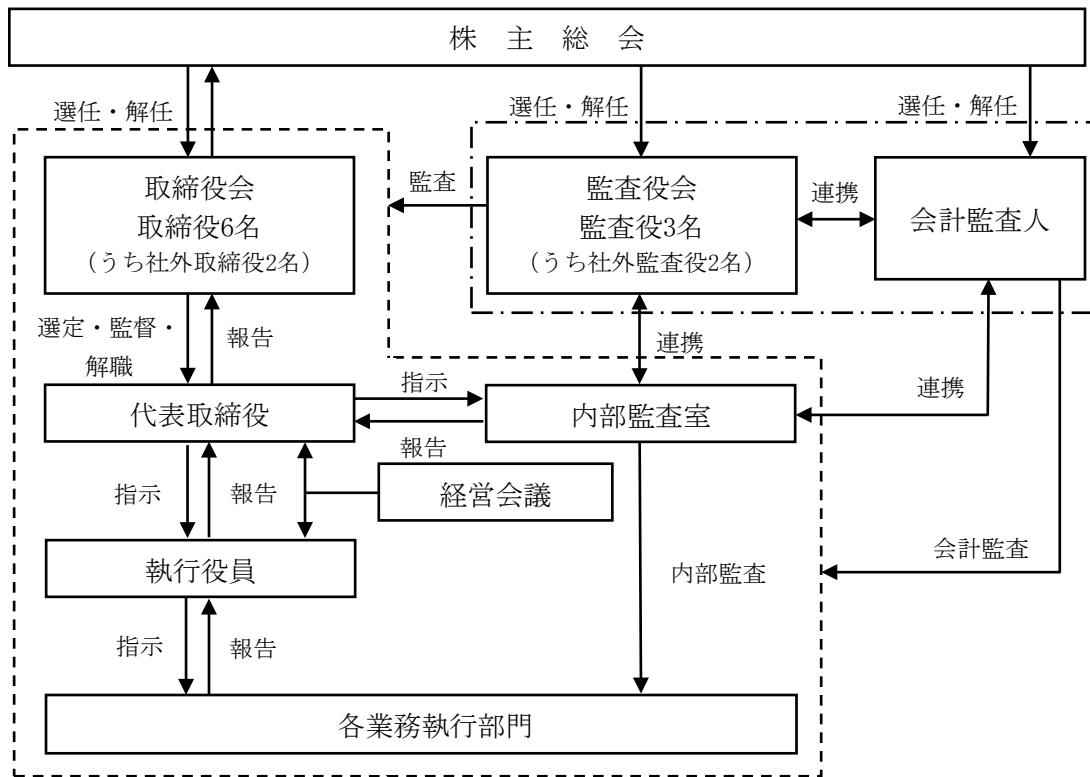 株　主　総　会
選任・解任
選任・解任
選任・解任
取締役会
取締役6名
（うち社外取締役2名）
監査
監査役会
監査役3名
（うち社外監査役2名）
連携
会計監査人
選定・監督・
解職
報告
連携
代表取締役
指示
報告
内部監査室
連携
指示
報告
経営会議
執行役員
内部監査
会計監査
指示
報告
各業務執行部門